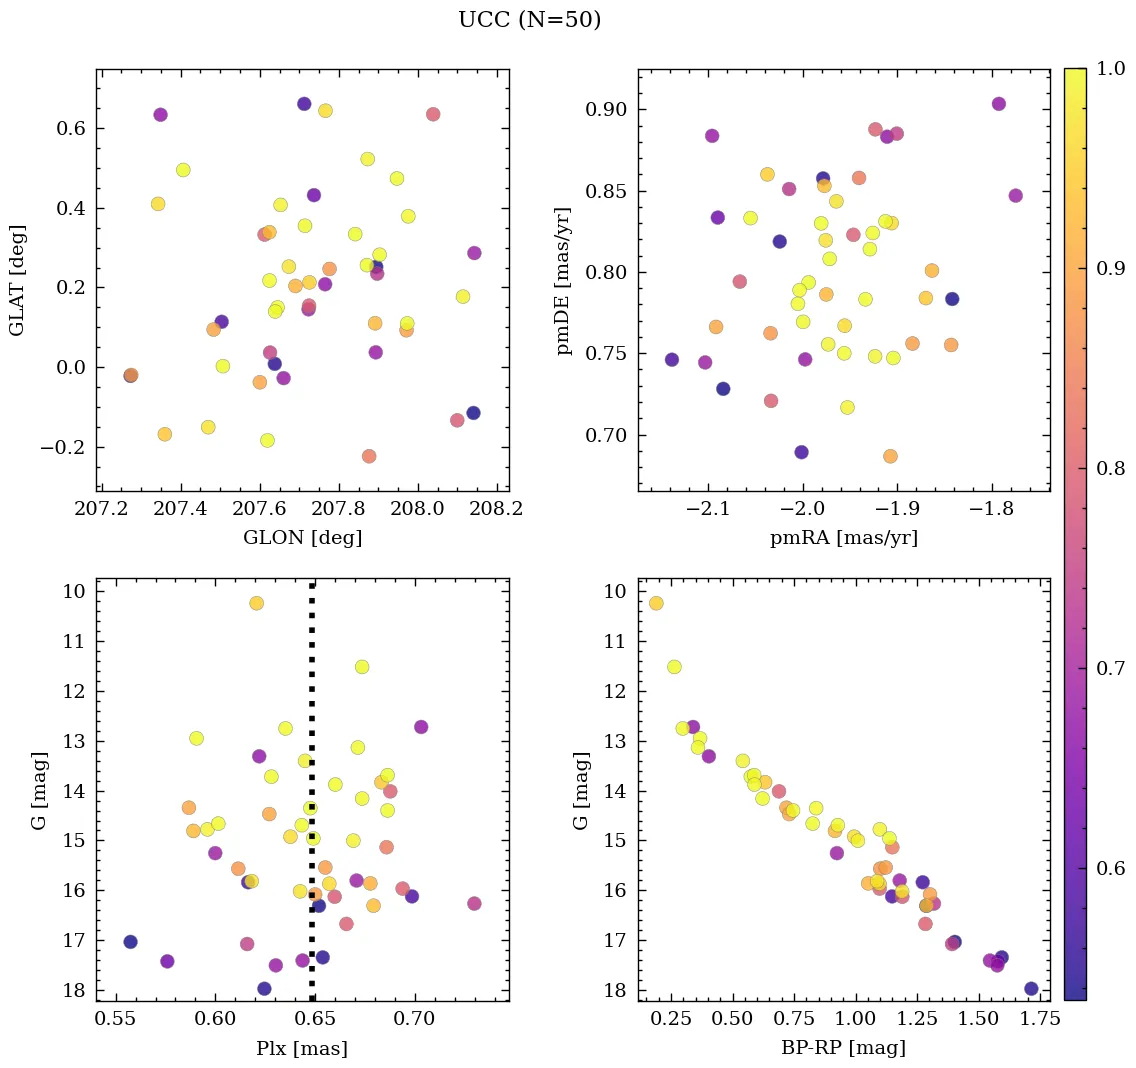 UCC (N=50)
0.6
0.4
0.2
0.0
−0.2
GLAT [deg]
207.2 207.4 207.6 207.8 208.0 208.2
GLON [deg]
0.90
0.85
0.80
0.75
0.70
pmDE [mas/yr]
−2.1 −2.0 −1.9 −1.8
pmRA [mas/yr]
1.0
0.9
0.8
0.7
0.6
10
11
12
13
14
15
16
17
18
G [mag]
0.55 0.60 0.65 0.70
Plx [mas]
10
11
12
13
14
15
16
17
18
G [mag]
0.25 0.50 0.75 1.00 1.25 1.50 1.75
BP-RP [mag]